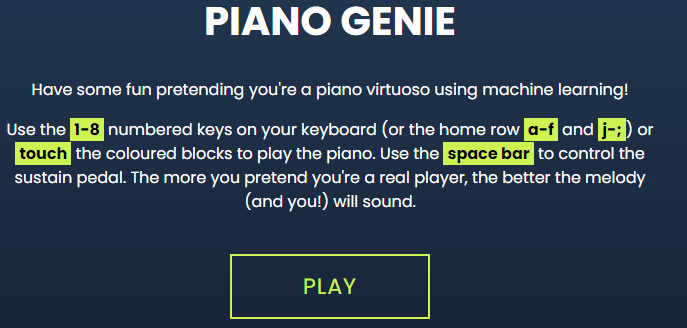 PIANO GENIE
Have some fun pretending you're a piano virtuoso using machine learning!
Use the 1-8 numbered keys on your keyboard (or the home row a-f and j-;) or
touch the coloured blocks to play the piano. Use the space bar to control the
sustain pedal. The more you pretend you're a real player, the better the melody
(and you!) will sound.
PLAY